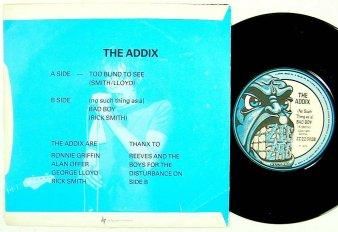 THE ADDIX
A SIDE — TOO BLIND TO SEE
(SMITH/LLOYD)
B SIDE (no such thing as a)
BAD BOY
(RICK SMITH)
THE ADDIX ARE
RONNIE GRIFFIN
ALAN OFFER
GEORGE LLOYD
RICK SMITH
THANX TO
REEVES AND THE
BOYS FOR THE
DISTURBANCE ON
SIDE B
THE
ADDIX
(No Such
Thing as a)
BAD BOY